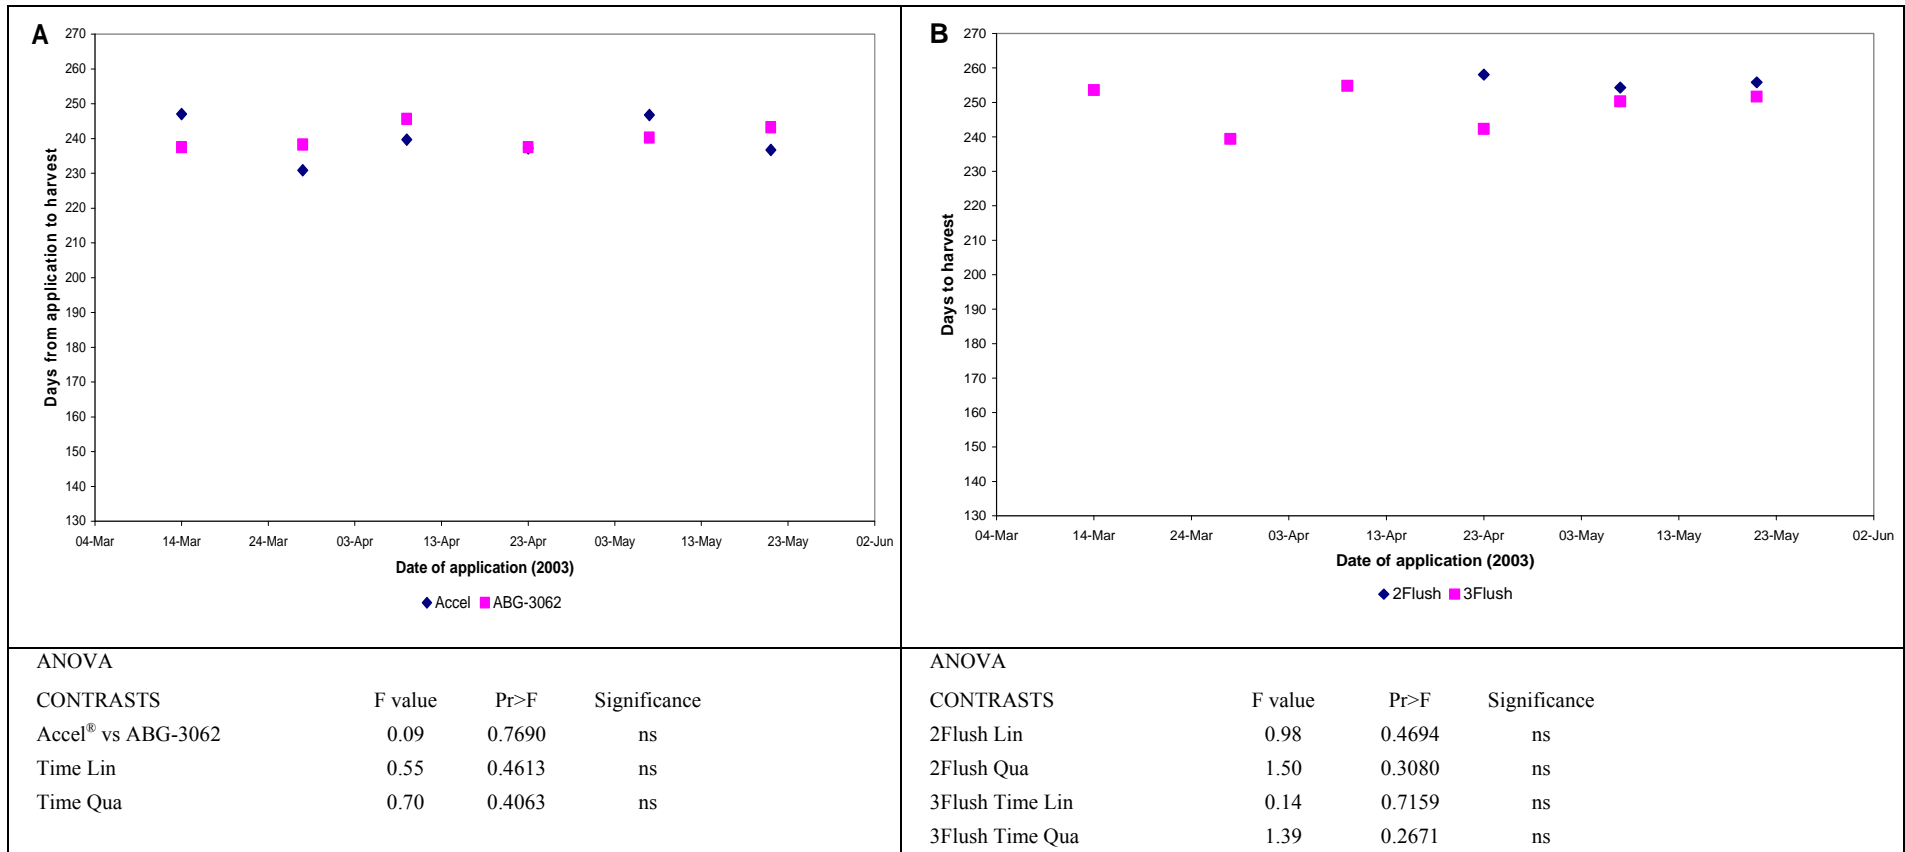 A
270
260
250
240
230
220
210
200
190
180
170
160
150
140
130
Days from application to harvest
04-Mar 14-Mar 24-Mar 03-Apr 13-Apr 23-Apr 03-May 13-May 23-May 02-Jun
Date of application (2003)
Accel ABG-3062
B
270
260
250
240
230
220
210
200
190
180
170
160
150
140
130
Days to harvest
04-Mar 14-Mar 24-Mar 03-Apr 13-Apr 23-Apr 03-May 13-May 23-May 02-Jun
Date of application (2003)
2Flush 3Flush
ANOVA
CONTRASTS F value Pr>F Significance
Accel® vs ABG-3062 0.09 0.7690 ns
Time Lin 0.55 0.4613 ns
Time Qua 0.70 0.4063 ns
ANOVA
CONTRASTS F value Pr>F Significance
2Flush Lin 0.98 0.4694 ns
2Flush Qua 1.50 0.3080 ns
3Flush Time Lin 0.14 0.7159 ns
3Flush Time Qua 1.39 0.2671 ns